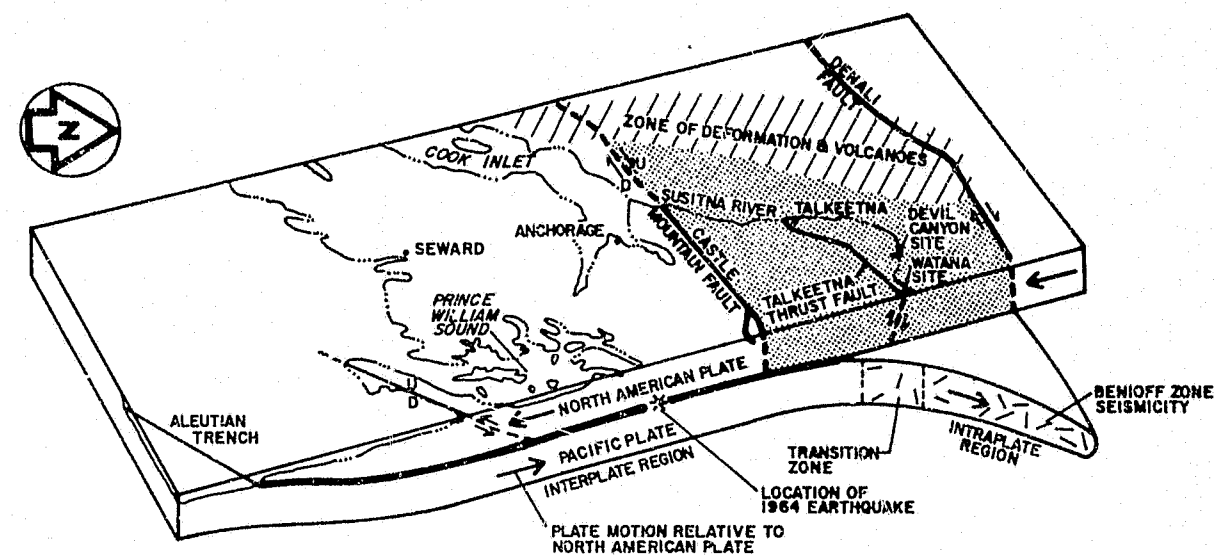 N
DENALI
FAULT
ZONE OF DEFORMATION & VOLCANOES
COOK INLET
U
D
SUSITNA RIVER
TALKEETNA
DEVIL
CANYON
SITE
ANCHORAGE
SEWARD
CASTLE
MOUNTAIN FAULT
WATANA
SITE
TALKEETNA
THRUST FAULT
PRINCE
WILLIAM
SOUND
U
D
NORTH AMERICAN PLATE
ALEUTIAN
TRENCH
BENIOFF ZONE
SEISMICITY
PACIFIC PLATE
INTERPLATE REGION
TRANSITION
ZONE
INTRAPLATE
REGION
LOCATION OF
1964 EARTHQUAKE
PLATE MOTION RELATIVE TO
NORTH AMERICAN PLATE